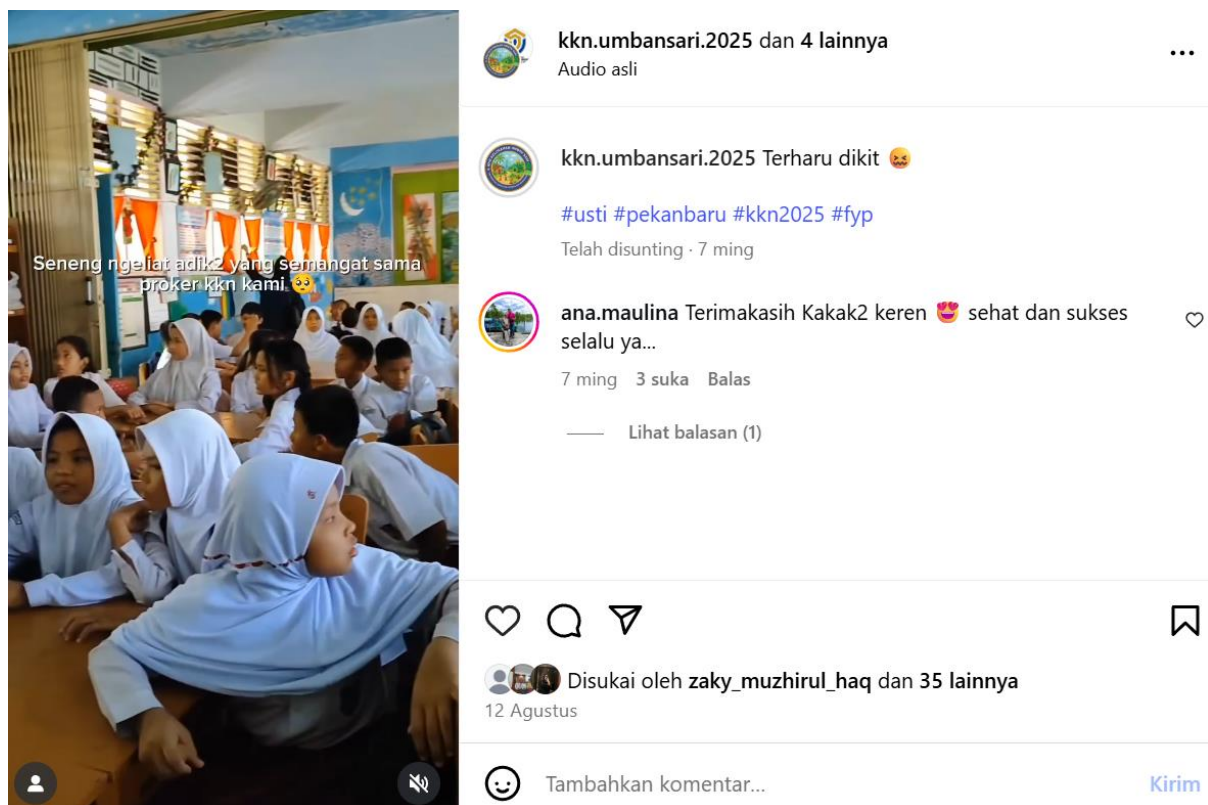 kkn.umbansari.2025 dan 4 lainnya
Audio asli
Seneng ngeliat adik2 yang semangat sama
proker kkn kami 🥺
kkn.umbansari.2025 Terharu dikit 😖
#usti #pekanbaru #kkn2025 #fyp
Telah disunting · 7 ming
ana.maulina Terimakasih Kakak2 keren 😍 sehat dan sukses
selalu ya...
7 ming 3 suka Balas
Lihat balasan (1)
Disukai oleh zaky_muzhirul_haq dan 35 lainnya
12 Agustus
Tambahkan komentar...
Kirim